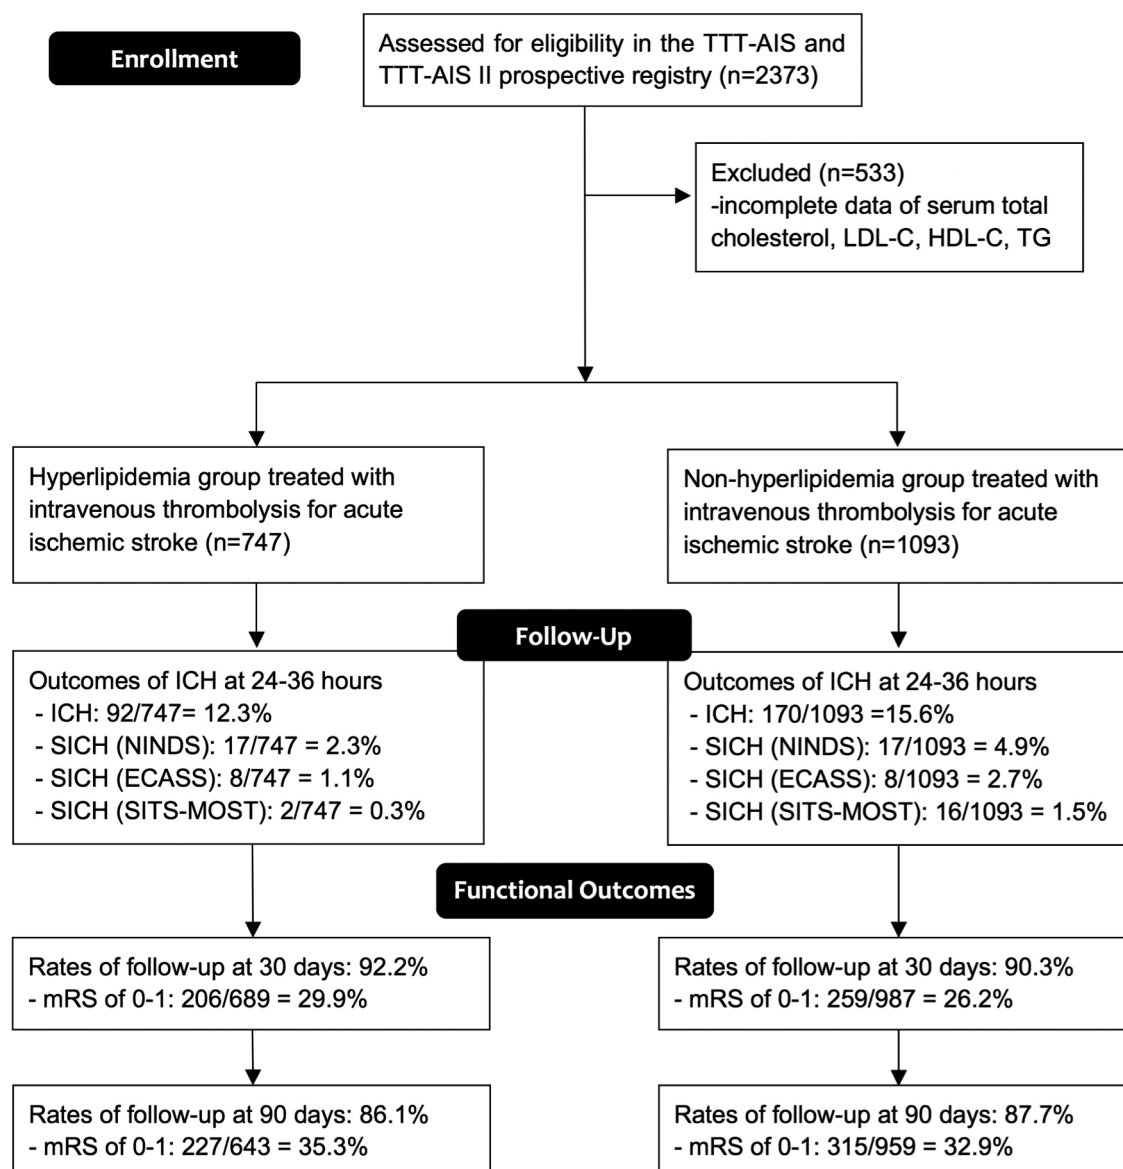 Enrollment
Assessed for eligibility in the TTT-AIS and
TTT-AIS II prospective registry (n=2373)
Excluded (n=533)
-incomplete data of serum total
cholesterol, LDL-C, HDL-C, TG
Hyperlipidemia group treated with
intravenous thrombolysis for acute
ischemic stroke (n=747)
Non-hyperlipidemia group treated with
intravenous thrombolysis for acute
ischemic stroke (n=1093)
Follow-Up
Outcomes of ICH at 24-36 hours
- ICH: 92/747= 12.3%
- SICH (NINDS): 17/747 = 2.3%
- SICH (ECASS): 8/747 = 1.1%
- SICH (SITS-MOST): 2/747 = 0.3%
Outcomes of ICH at 24-36 hours
- ICH: 170/1093 =15.6%
- SICH (NINDS): 17/1093 = 4.9%
- SICH (ECASS): 8/1093 = 2.7%
- SICH (SITS-MOST): 16/1093 = 1.5%
Functional Outcomes
Rates of follow-up at 30 days: 92.2%
- mRS of 0-1: 206/689 = 29.9%
Rates of follow-up at 30 days: 90.3%
- mRS of 0-1: 259/987 = 26.2%
Rates of follow-up at 90 days: 86.1%
- mRS of 0-1: 227/643 = 35.3%
Rates of follow-up at 90 days: 87.7%
- mRS of 0-1: 315/959 = 32.9%